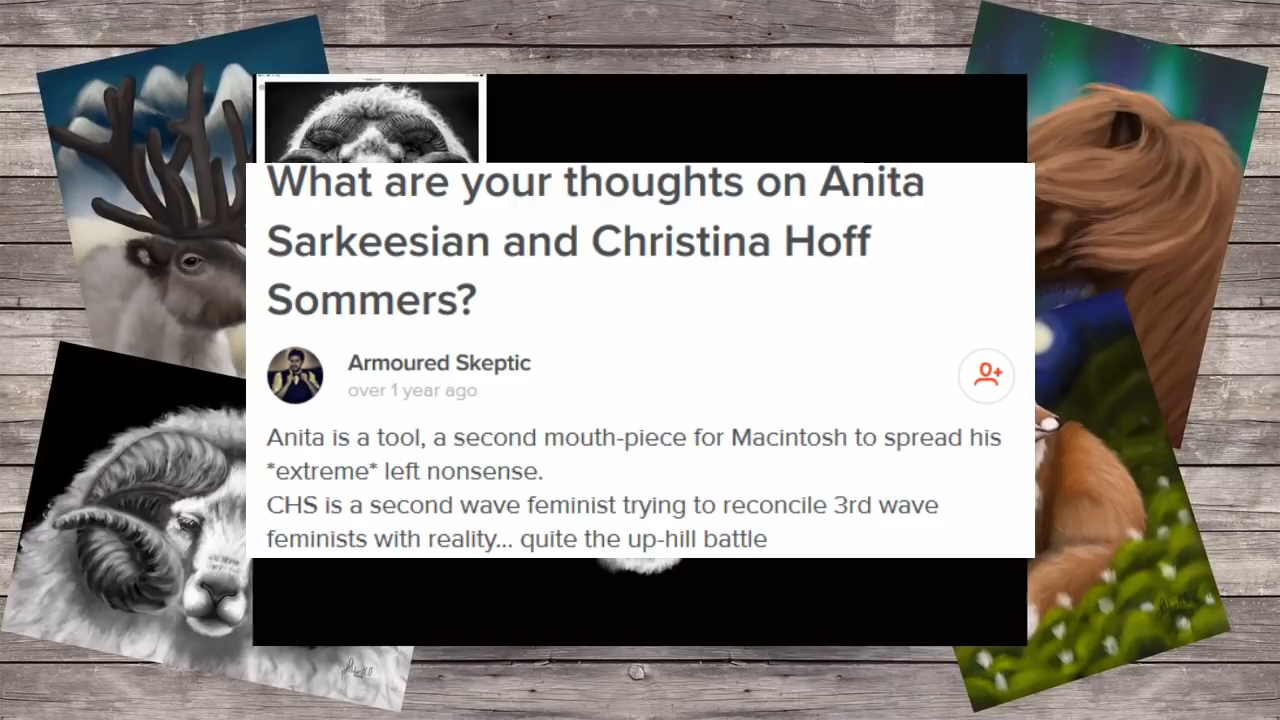 What are your thoughts on Anita
Sarkeesian and Christina Hoff
Sommers?
Armoured Skeptic
over 1 year ago
Anita is a tool, a second mouth-piece for Macintosh to spread his
*extreme* left nonsense.
CHS is a second wave feminist trying to reconcile 3rd wave
feminists with reality... quite the up-hill battle